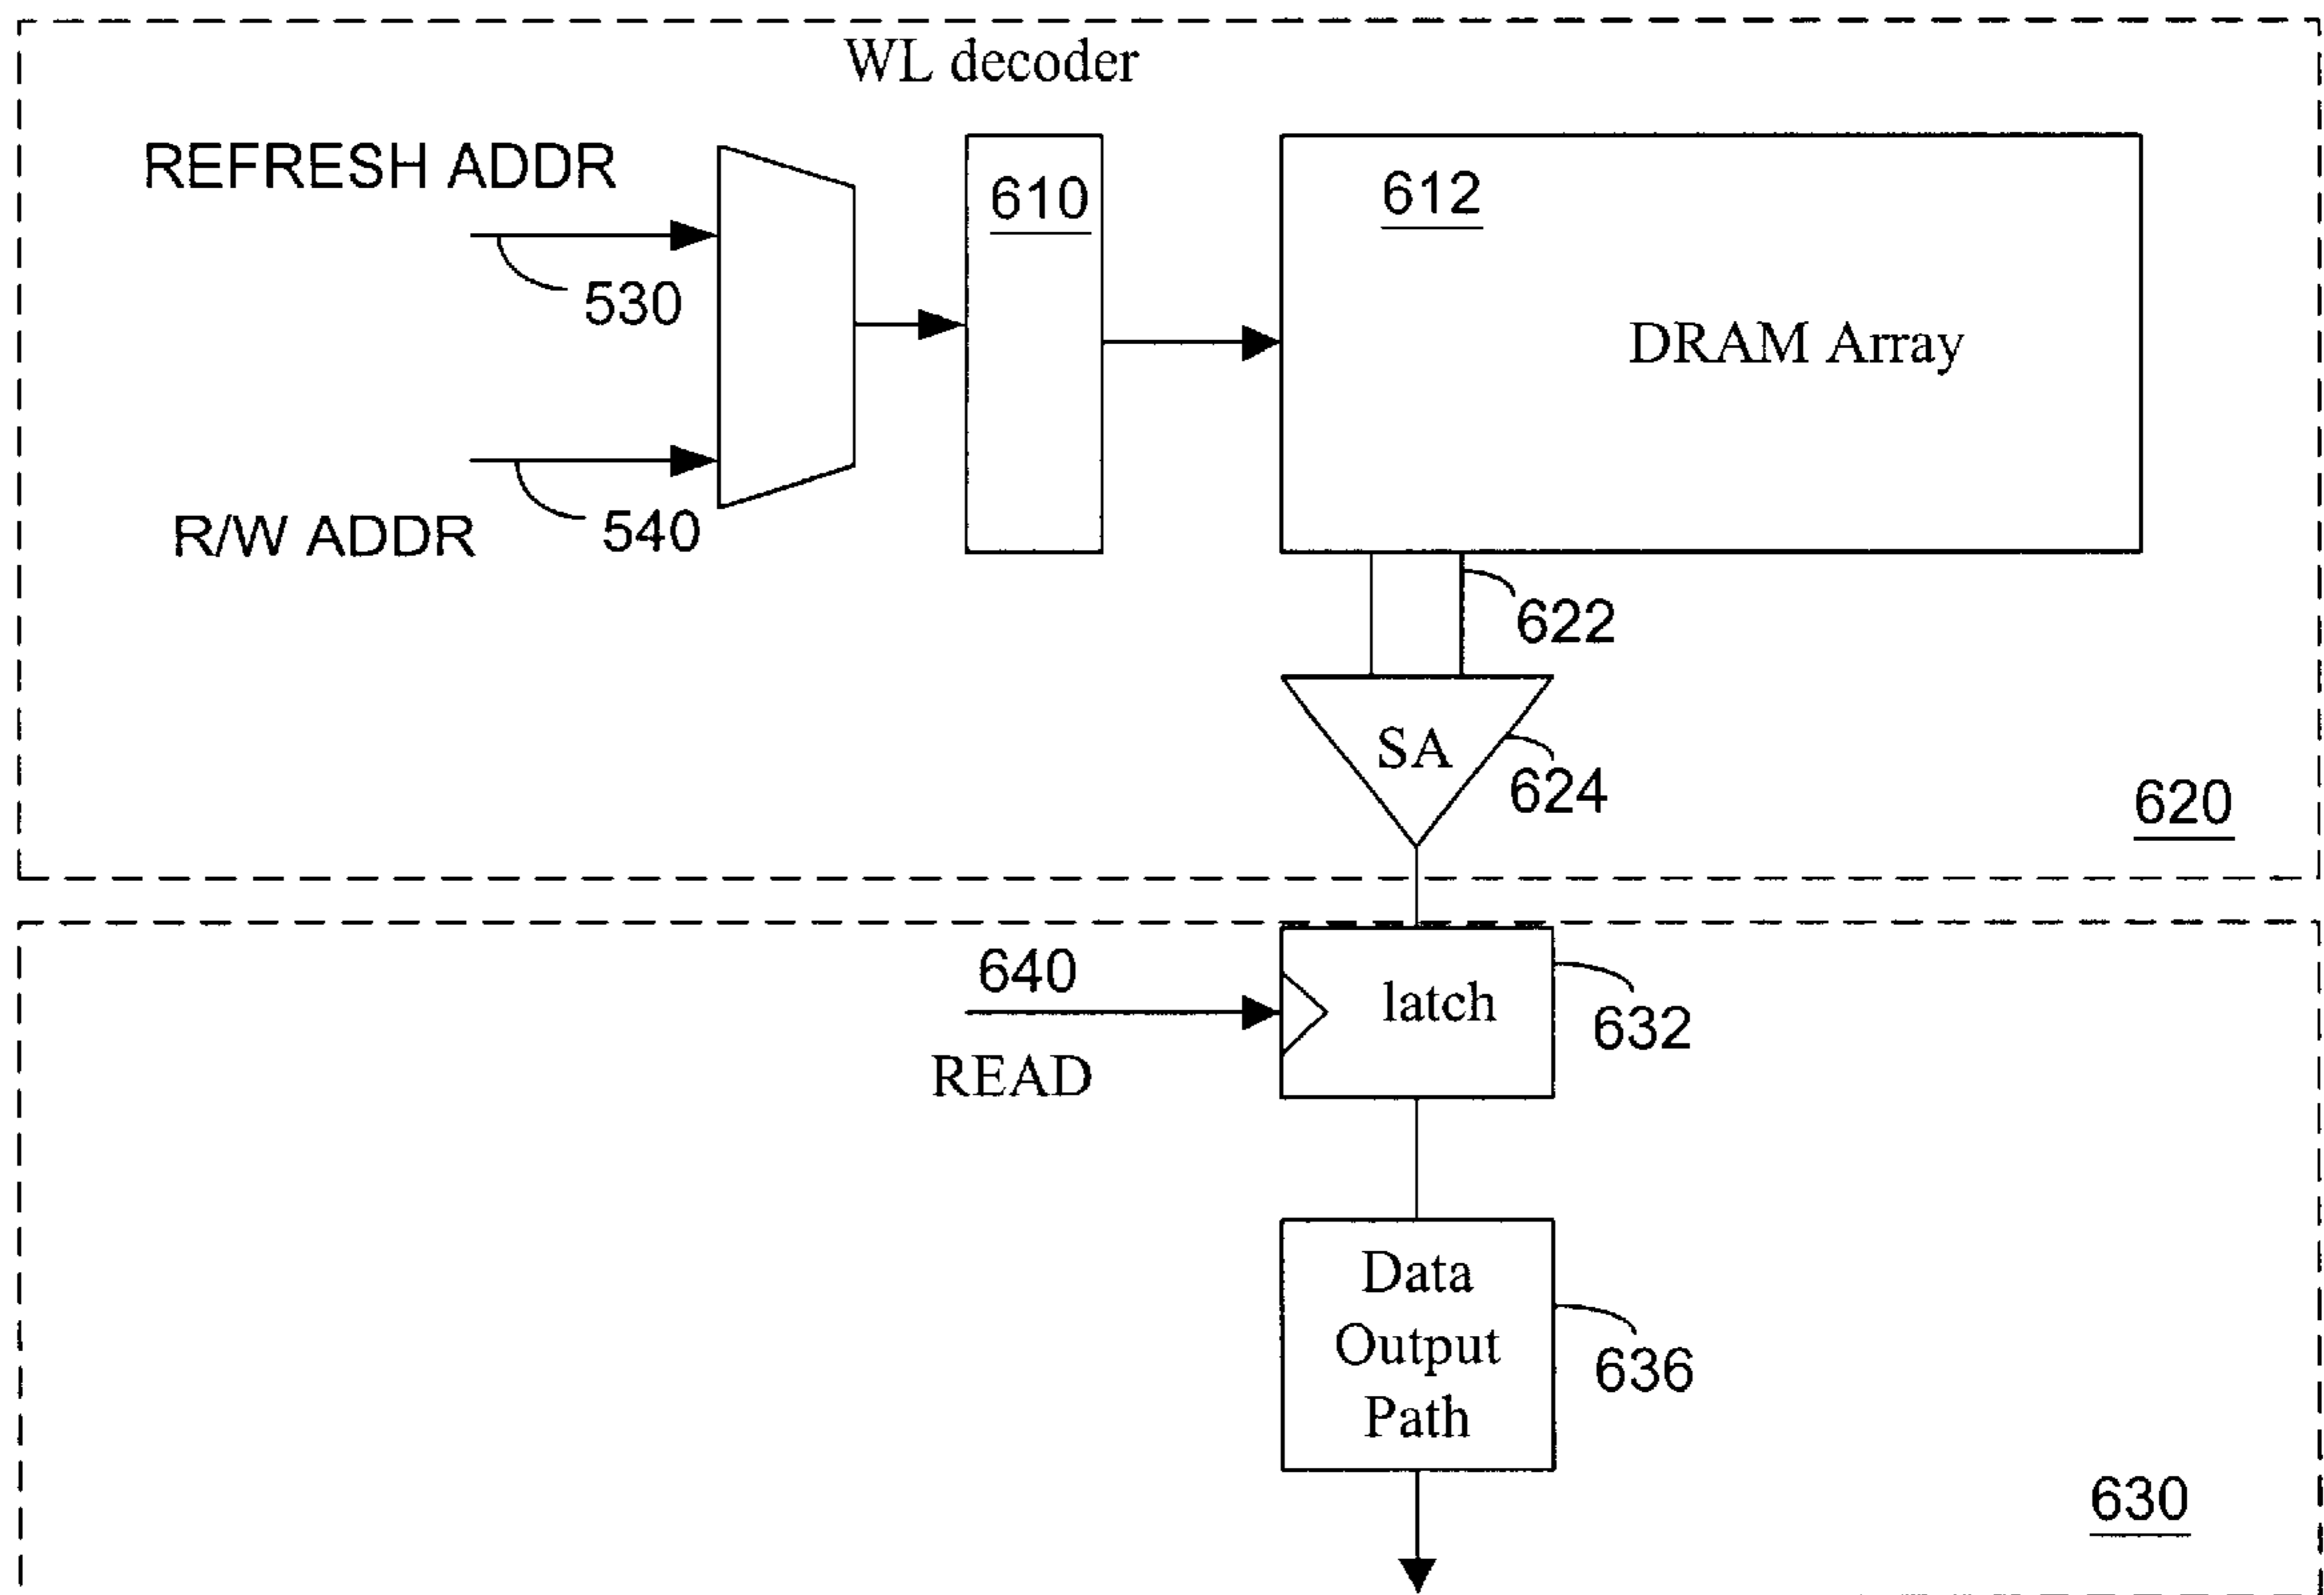 WL decoder
REFRESH ADDR
610
612
530
DRAM Array
R/W ADDR
540
622
SA
624
620
640
latch
632
READ
Data
Output
Path
636
630